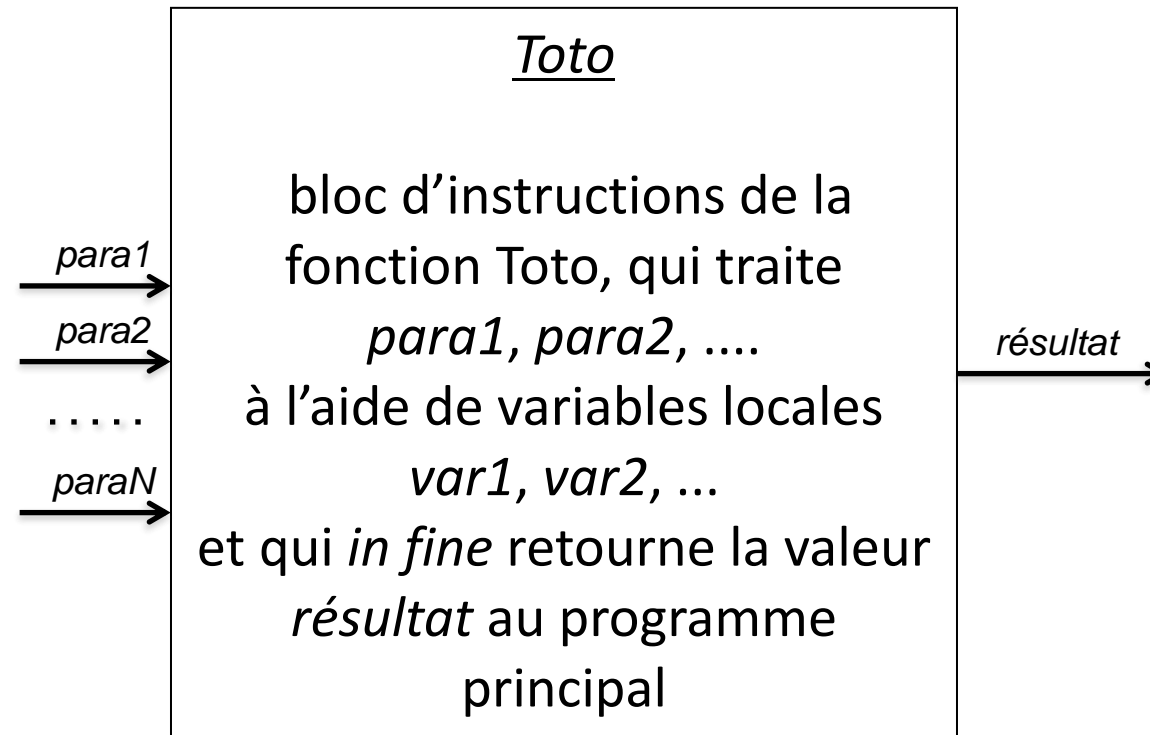 Toto
bloc d’instructions de la
fonction Toto, qui traite
para1, para2, ....
à l’aide de variables locales
var1, var2, ...
et qui in fine retourne la valeur
résultat au programme
principal
para1
para2
.....
paraN
résultat